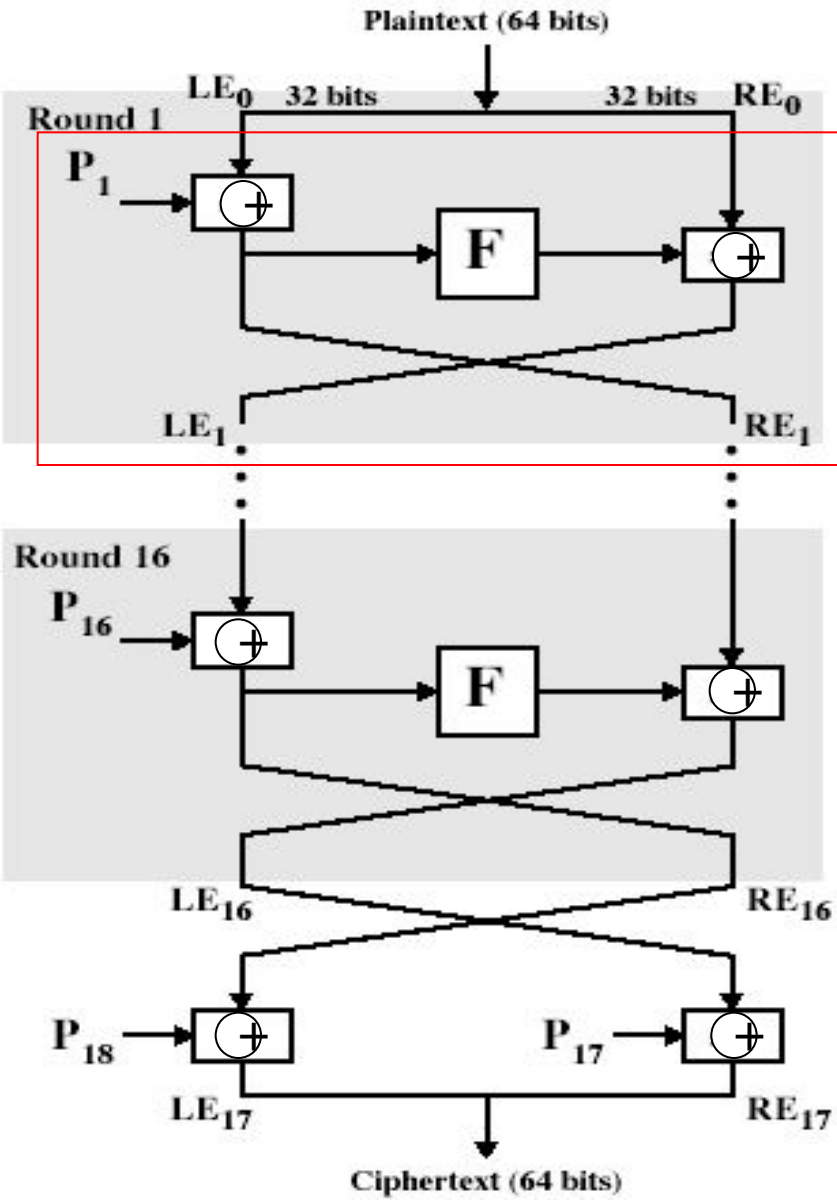 Plaintext (64 bits)
LE₀ 32 bits 32 bits RE₀
Round 1
P₁
F
LE₁ RE₁
Round 16
P₁₆
F
LE₁₆ RE₁₆
P₁₈ P₁₇
LE₁₇ RE₁₇
Ciphertext (64 bits)